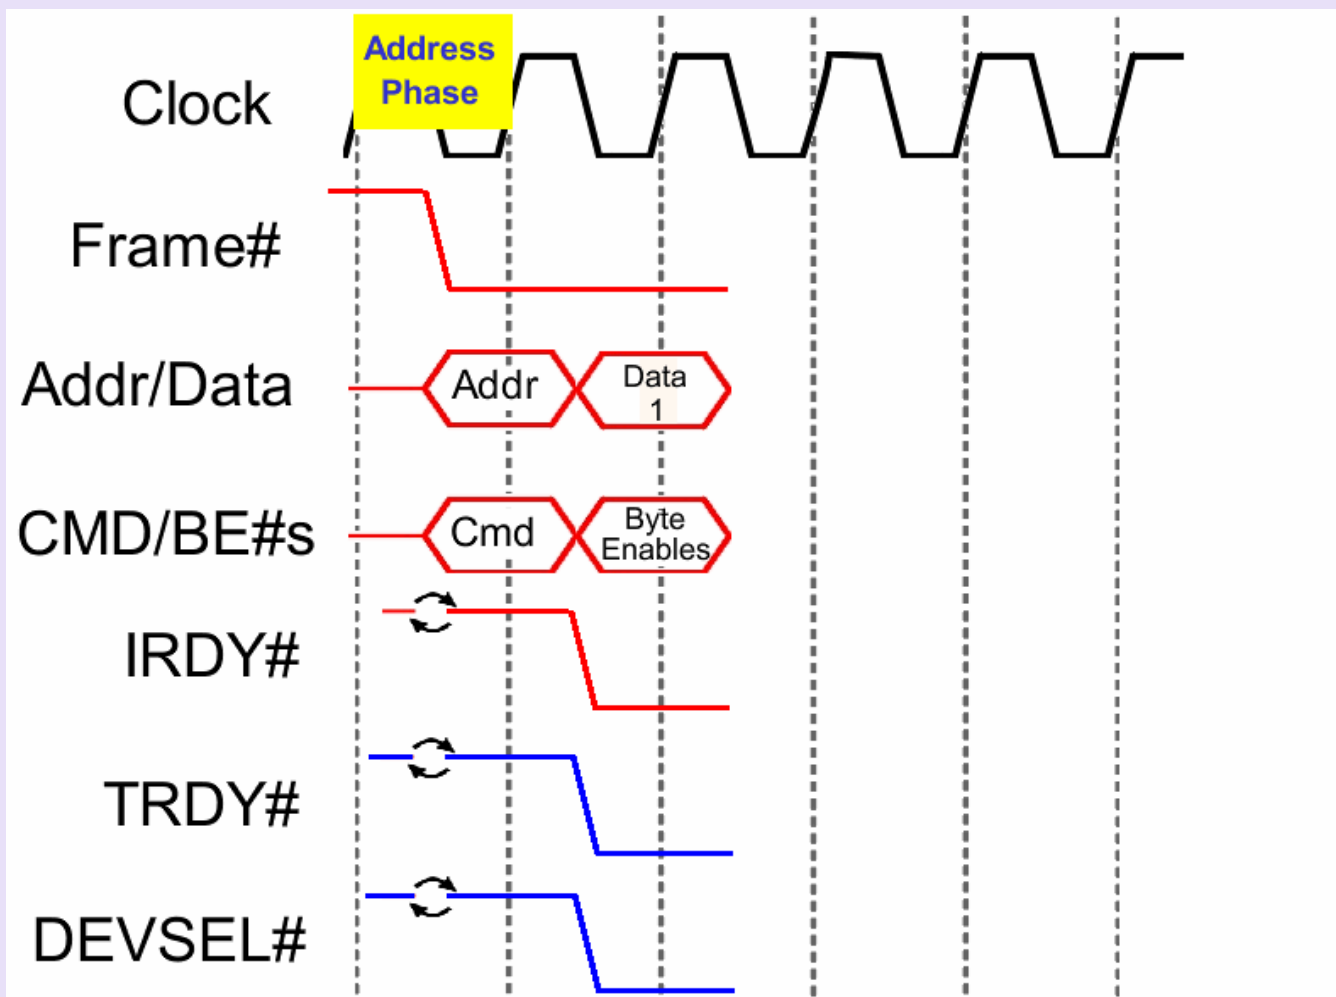 Address
Phase
Clock
Frame#
Addr/Data
Addr
Data
1
CMD/BE#s
Cmd
Byte
Enables
IRDY#
TRDY#
DEVSEL#